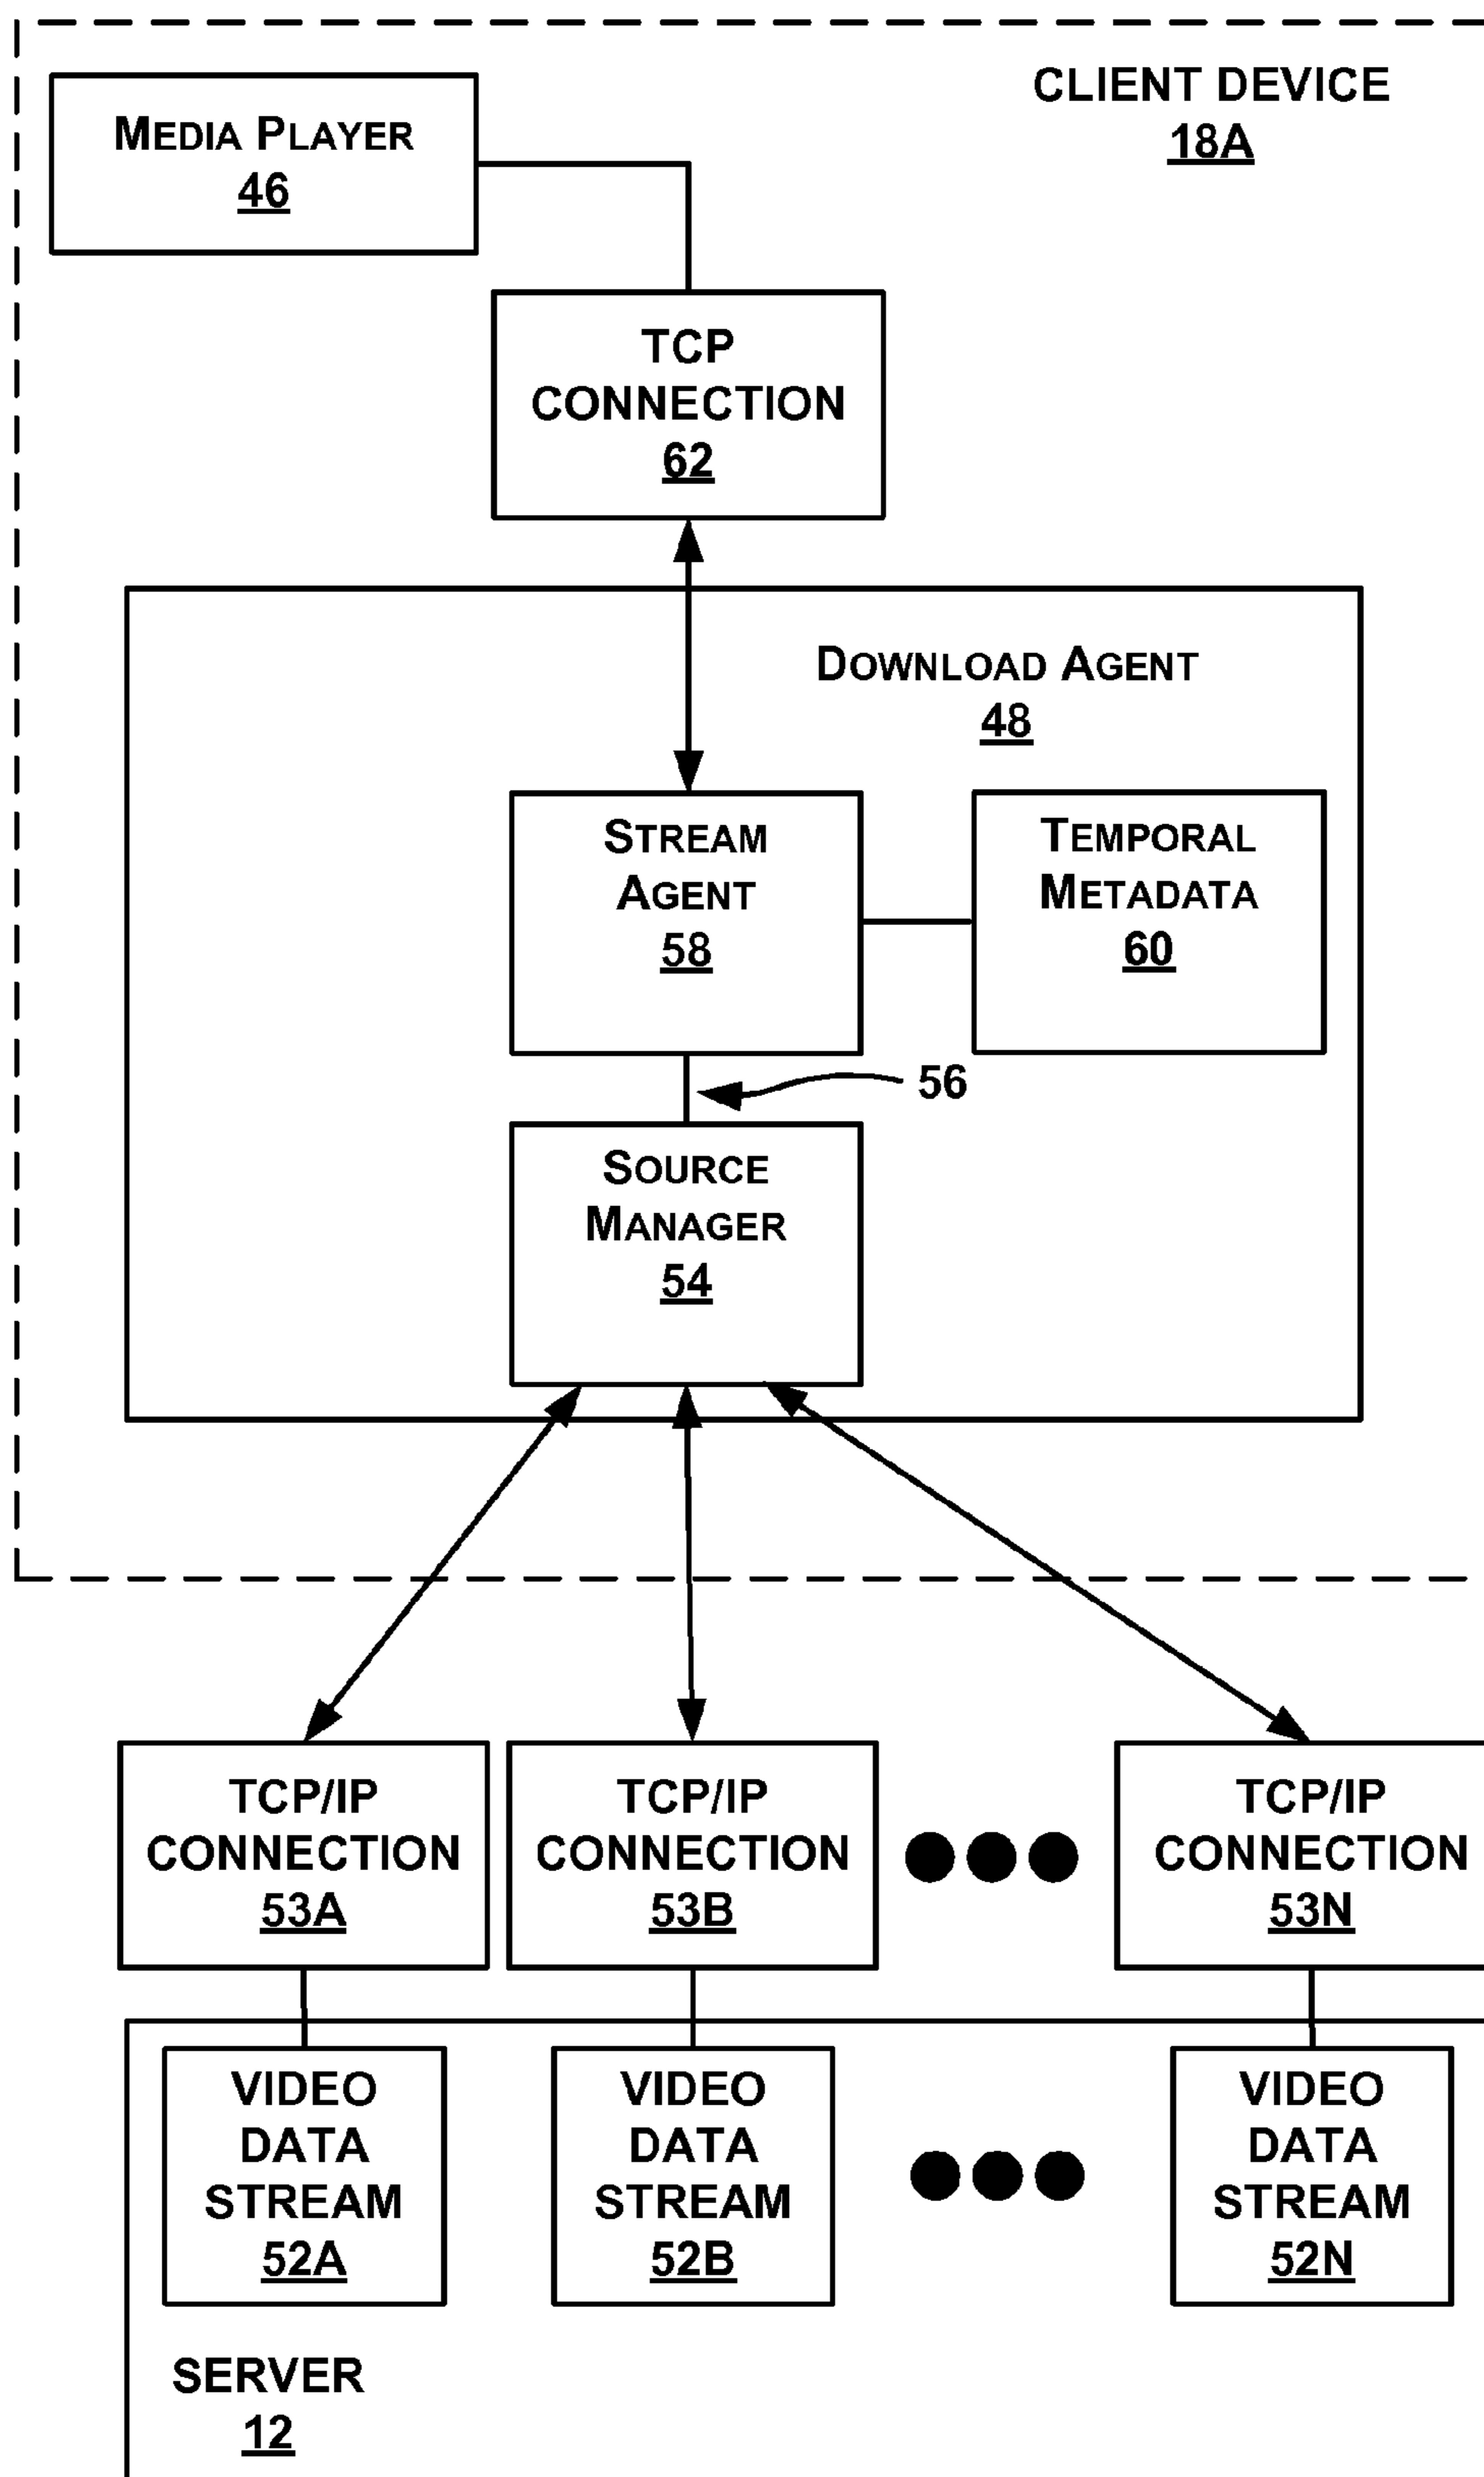 CLIENT DEVICE
18A
MEDIA PLAYER
46
TCP
CONNECTION
62
DOWNLOAD AGENT
48
STREAM
AGENT
58
TEMPORAL
METADATA
60
56
SOURCE
MANAGER
54
TCP/IP
CONNECTION
53A
TCP/IP
CONNECTION
53B
TCP/IP
CONNECTION
53N
VIDEO
DATA
STREAM
52A
VIDEO
DATA
STREAM
52B
VIDEO
DATA
STREAM
52N
SERVER
12